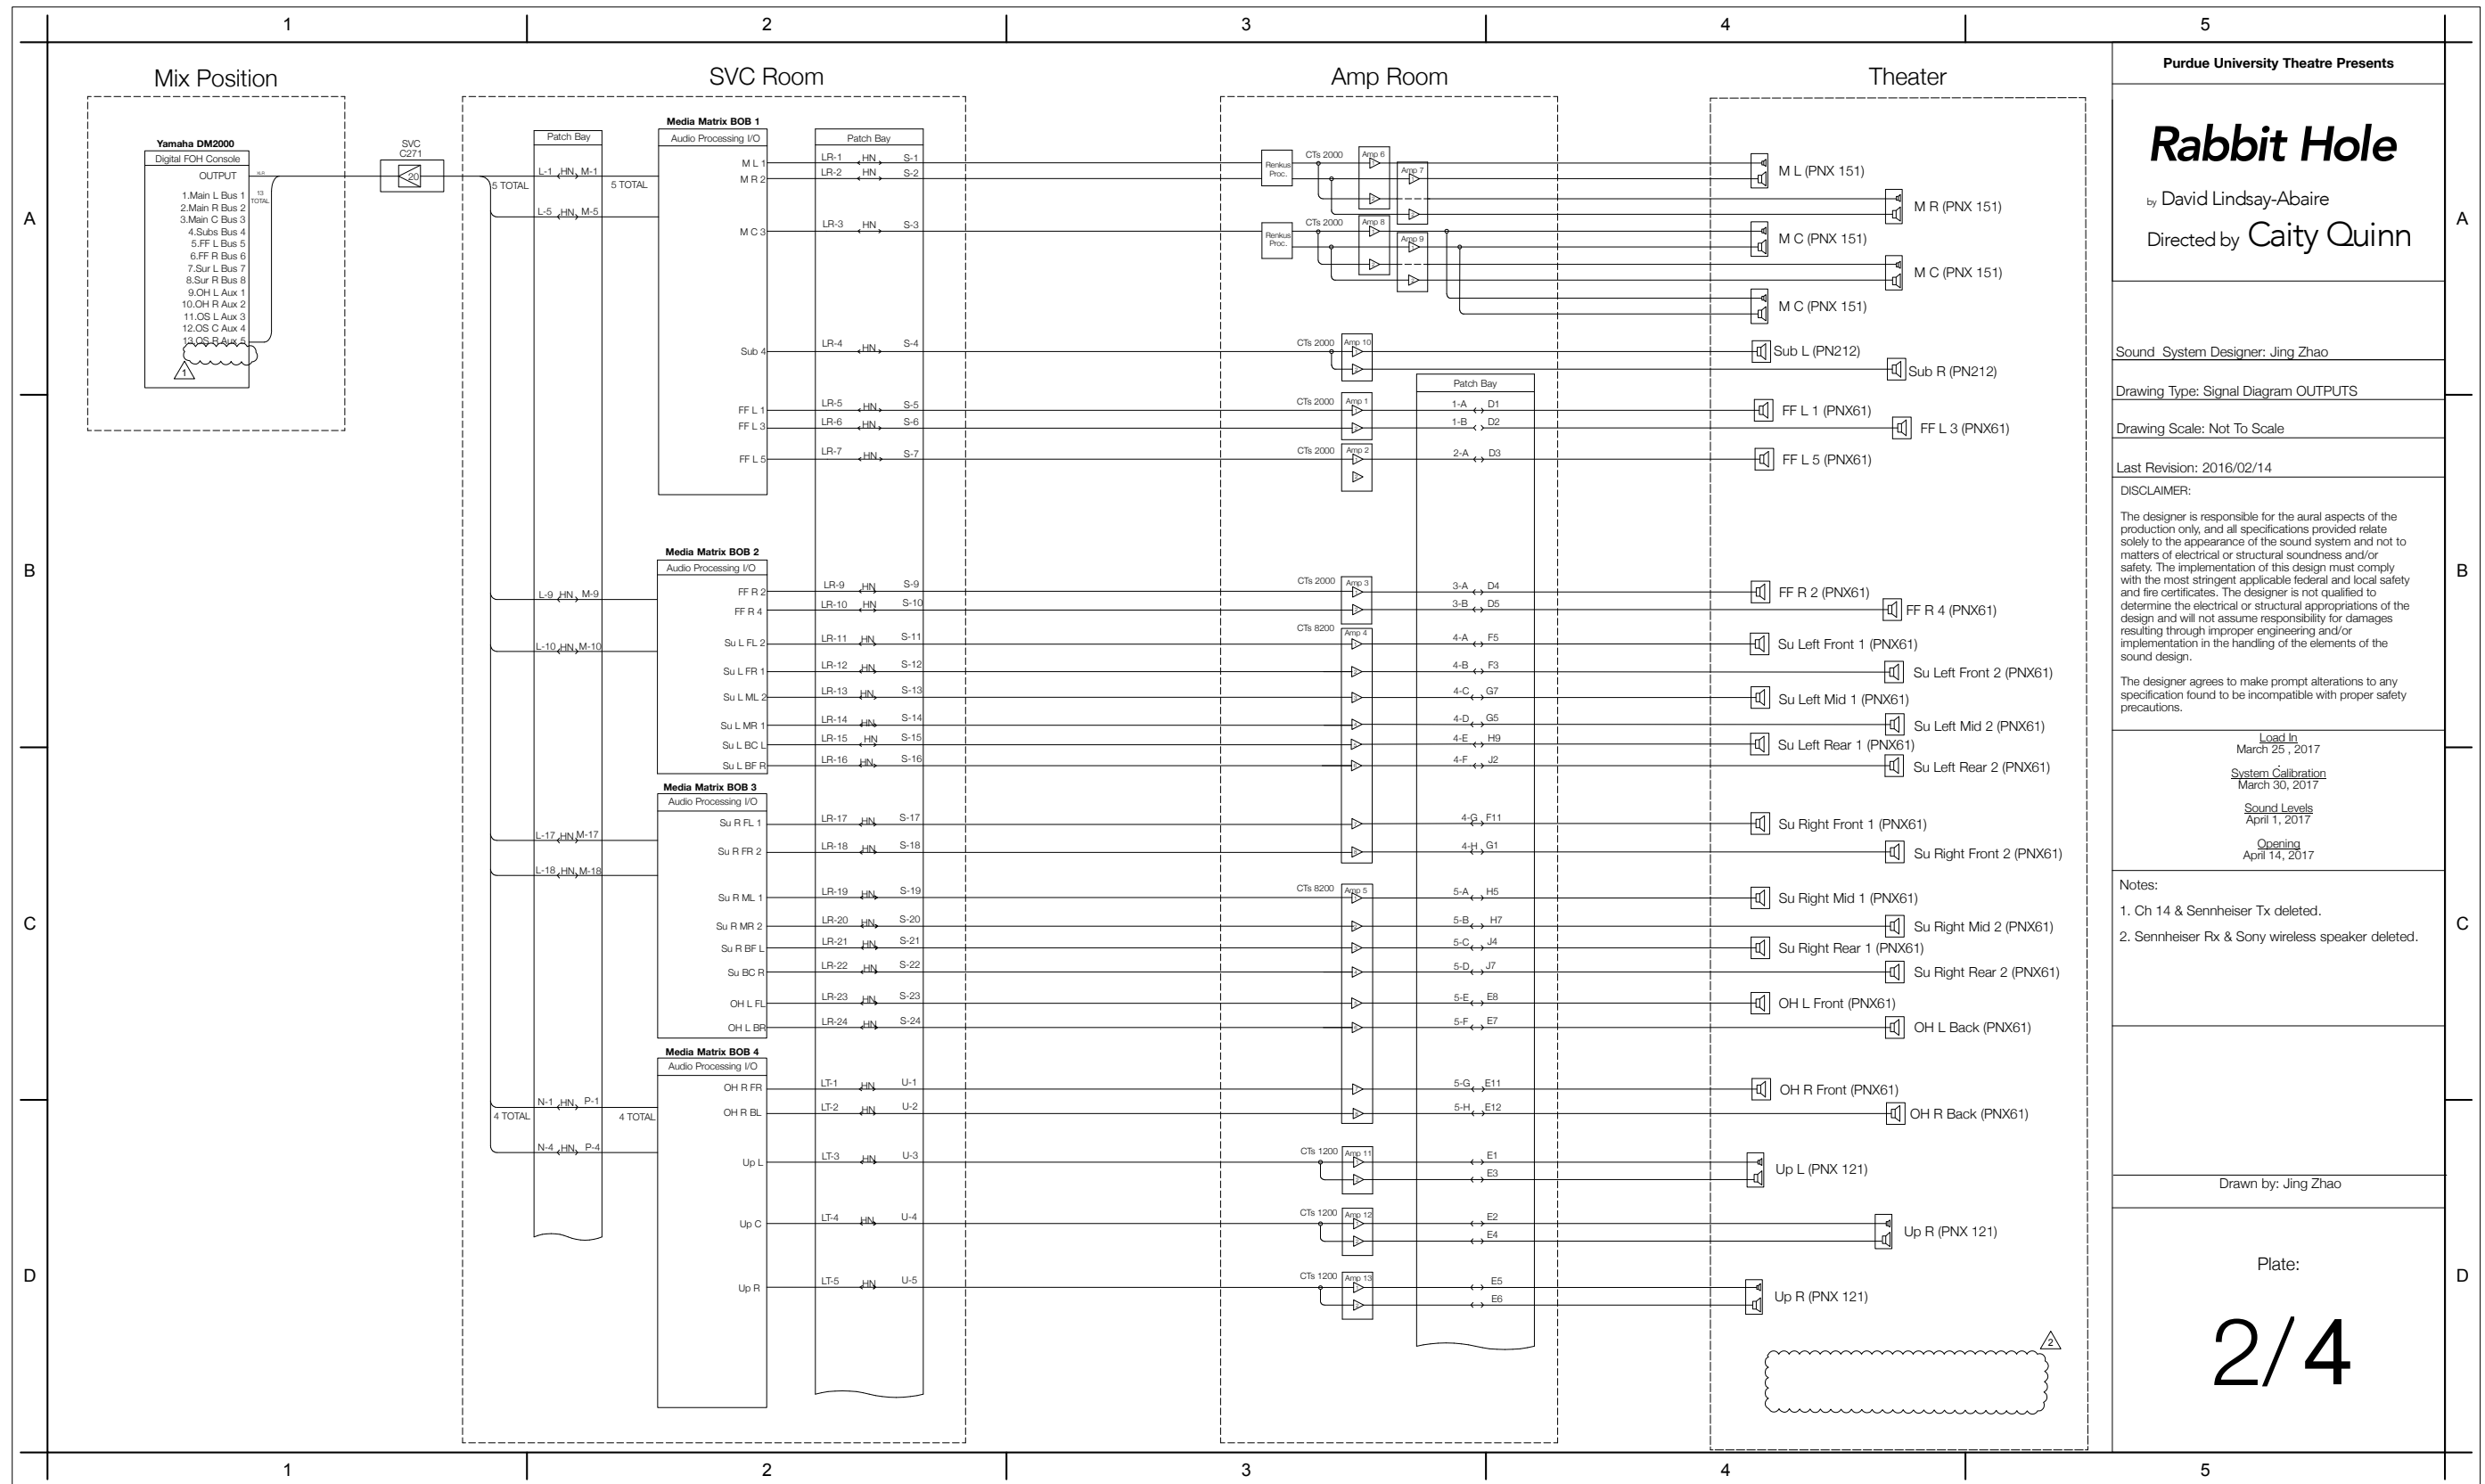 1 2 3 4 5
Mix Position
SVC Room
Amp Room
Theater
A
B
C
D
Yamaha DM2000
Digital FOH Console
OUTPUT
1.Main L Bus 1
2.Main R Bus 2
3.Main C Bus 3
4.Subs Bus 4
5.FF L Bus 5
6.FF R Bus 6
7.Sur L Bus 7
8.Sur R Bus 8
9.OH L Aux 1
10.OH R Aux 2
11.OS L Aux 3
12.OS C Aux 4
13.OS R Aux 5
13
TOTAL
1
SVC
C271
20
Patch Bay
5 TOTAL L-1 HN M-1 5 TOTAL
L-5 HN M-5
L-9 HN M-9
L-10 HN M-10
L-17 HN M-17
L-18 HN M-18
N-1 HN P-1
4 TOTAL 4 TOTAL
N-4 HN P-4
Media Matrix BOB 1
Audio Processing I/O
M L 1
M R 2
M C 3
Sub 4
FF L 1
FF L 3
FF L 5
Media Matrix BOB 2
Audio Processing I/O
FF R 2
FF R 4
Su L FL 2
Su L FR 1
Su L ML 2
Su L MR 1
Su L BC L
Su L BF R
Media Matrix BOB 3
Audio Processing I/O
Su R FL 1
Su R FR 2
Su R ML 1
Su R MR 2
Su R BF L
Su BC R
OH L FL
OH L BR
Media Matrix BOB 4
Audio Processing I/O
OH R FR
OH R BL
Up L
Up C
Up R
Patch Bay
LR-1 HN S-1
LR-2 HN S-2
LR-3 HN S-3
LR-4 HN S-4
LR-5 HN S-5
LR-6 HN S-6
LR-7 HN S-7
LR-9 HN S-9
LR-10 HN S-10
LR-11 HN S-11
LR-12 HN S-12
LR-13 HN S-13
LR-14 HN S-14
LR-15 HN S-15
LR-16 HN S-16
LR-17 HN S-17
LR-18 HN S-18
LR-19 HN S-19
LR-20 HN S-20
LR-21 HN S-21
LR-22 HN S-22
LR-23 HN S-23
LR-24 HN S-24
LT-1 HN U-1
LT-2 HN U-2
LT-3 HN U-3
LT-4 HN U-4
LT-5 HN U-5
Renkus
Proc.
CTs 2000 Amp 6
Amp 7
Renkus
Proc.
CTs 2000 Amp 8
Amp 9
CTs 2000 Amp 10
CTs 2000 Amp 1
CTs 2000 Amp 2
CTs 2000 Amp 3
CTs 8200 Amp 4
CTs 8200 Amp 5
CTs 1200 Amp 11
CTs 1200 Amp 12
CTs 1200 Amp 13
Patch Bay
1-A D1
1-B D2
2-A D3
3-A D4
3-B D5
4-A F5
4-B F3
4-C G7
4-D G5
4-E H9
4-F J2
4-G F11
4-H G1
5-A H5
5-B H7
5-C J4
5-D J7
5-E E8
5-F E7
5-G E11
5-H E12
E1
E3
E2
E4
E5
E6
M L (PNX 151)
M R (PNX 151)
M C (PNX 151)
M C (PNX 151)
M C (PNX 151)
Sub L (PN212)
Sub R (PN212)
FF L 1 (PNX61)
FF L 3 (PNX61)
FF L 5 (PNX61)
FF R 2 (PNX61)
FF R 4 (PNX61)
Su Left Front 1 (PNX61)
Su Left Front 2 (PNX61)
Su Left Mid 1 (PNX61)
Su Left Mid 2 (PNX61)
Su Left Rear 1 (PNX61)
Su Left Rear 2 (PNX61)
Su Right Front 1 (PNX61)
Su Right Front 2 (PNX61)
Su Right Mid 1 (PNX61)
Su Right Mid 2 (PNX61)
Su Right Rear 1 (PNX61)
Su Right Rear 2 (PNX61)
OH L Front (PNX61)
OH L Back (PNX61)
OH R Front (PNX61)
OH R Back (PNX61)
Up L (PNX 121)
Up R (PNX 121)
Up R (PNX 121)
2
Purdue University Theatre Presents
Rabbit Hole
by David Lindsay-Abaire
Directed by Caity Quinn
Sound System Designer: Jing Zhao
Drawing Type: Signal Diagram OUTPUTS
Drawing Scale: Not To Scale
Last Revision: 2016/02/14
DISCLAIMER:
The designer is responsible for the aural aspects of the
production only, and all specifications provided relate
solely to the appearance of the sound system and not to
matters of electrical or structural soundness and/or
safety. The implementation of this design must comply
with the most stringent applicable federal and local safety
and fire certificates. The designer is not qualified to
determine the electrical or structural appropriations of the
design and will not assume responsibility for damages
resulting through improper engineering and/or
implementation in the handling of the elements of the
sound design.
The designer agrees to make prompt alterations to any
specification found to be incompatible with proper safety
precautions.
Load In
March 25 , 2017
System Calibration
March 30, 2017
Sound Levels
April 1, 2017
Opening
April 14, 2017
Notes:
1. Ch 14 & Sennheiser Tx deleted.
2. Sennheiser Rx & Sony wireless speaker deleted.
Drawn by: Jing Zhao
Plate:
2/4
A
B
C
D
1 2 3 4 5